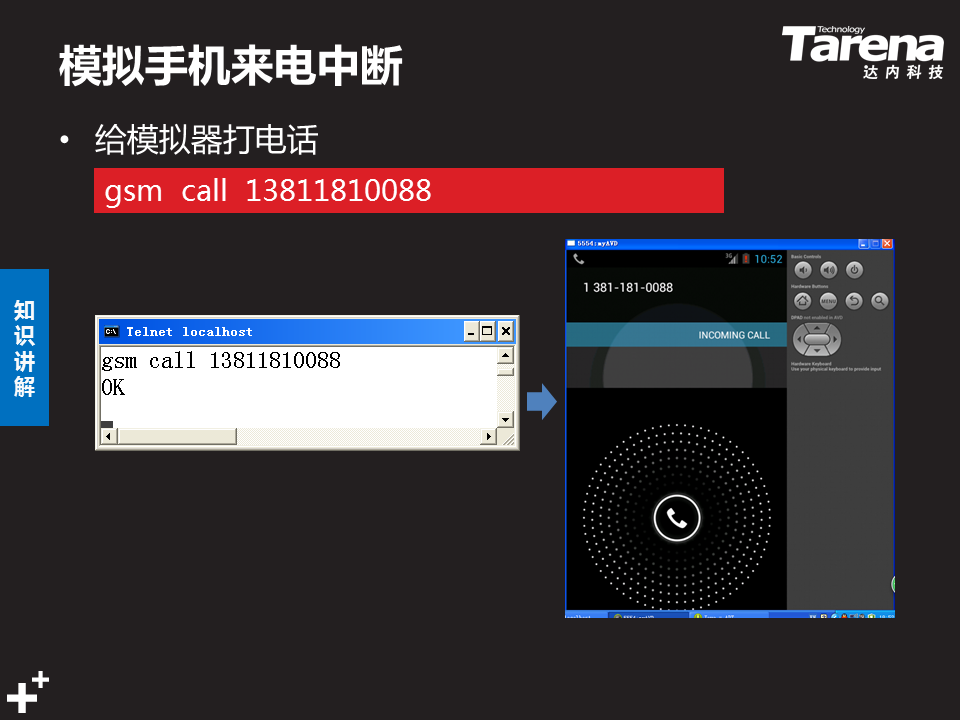 Technology
Tarena
达内科技
模拟手机来电中断
• 给模拟器打电话
gsm call 13811810088
知识讲解
Telnet localhost
gsm call 13811810088
OK
5554:myAVD
3G
10:52
1 381-181-0088
INCOMING CALL
Basic Controls
Hardware Buttons
MENU
DPAD not enabled in AVD
Hardware Keyboard
Use your physical keyboard to provide input